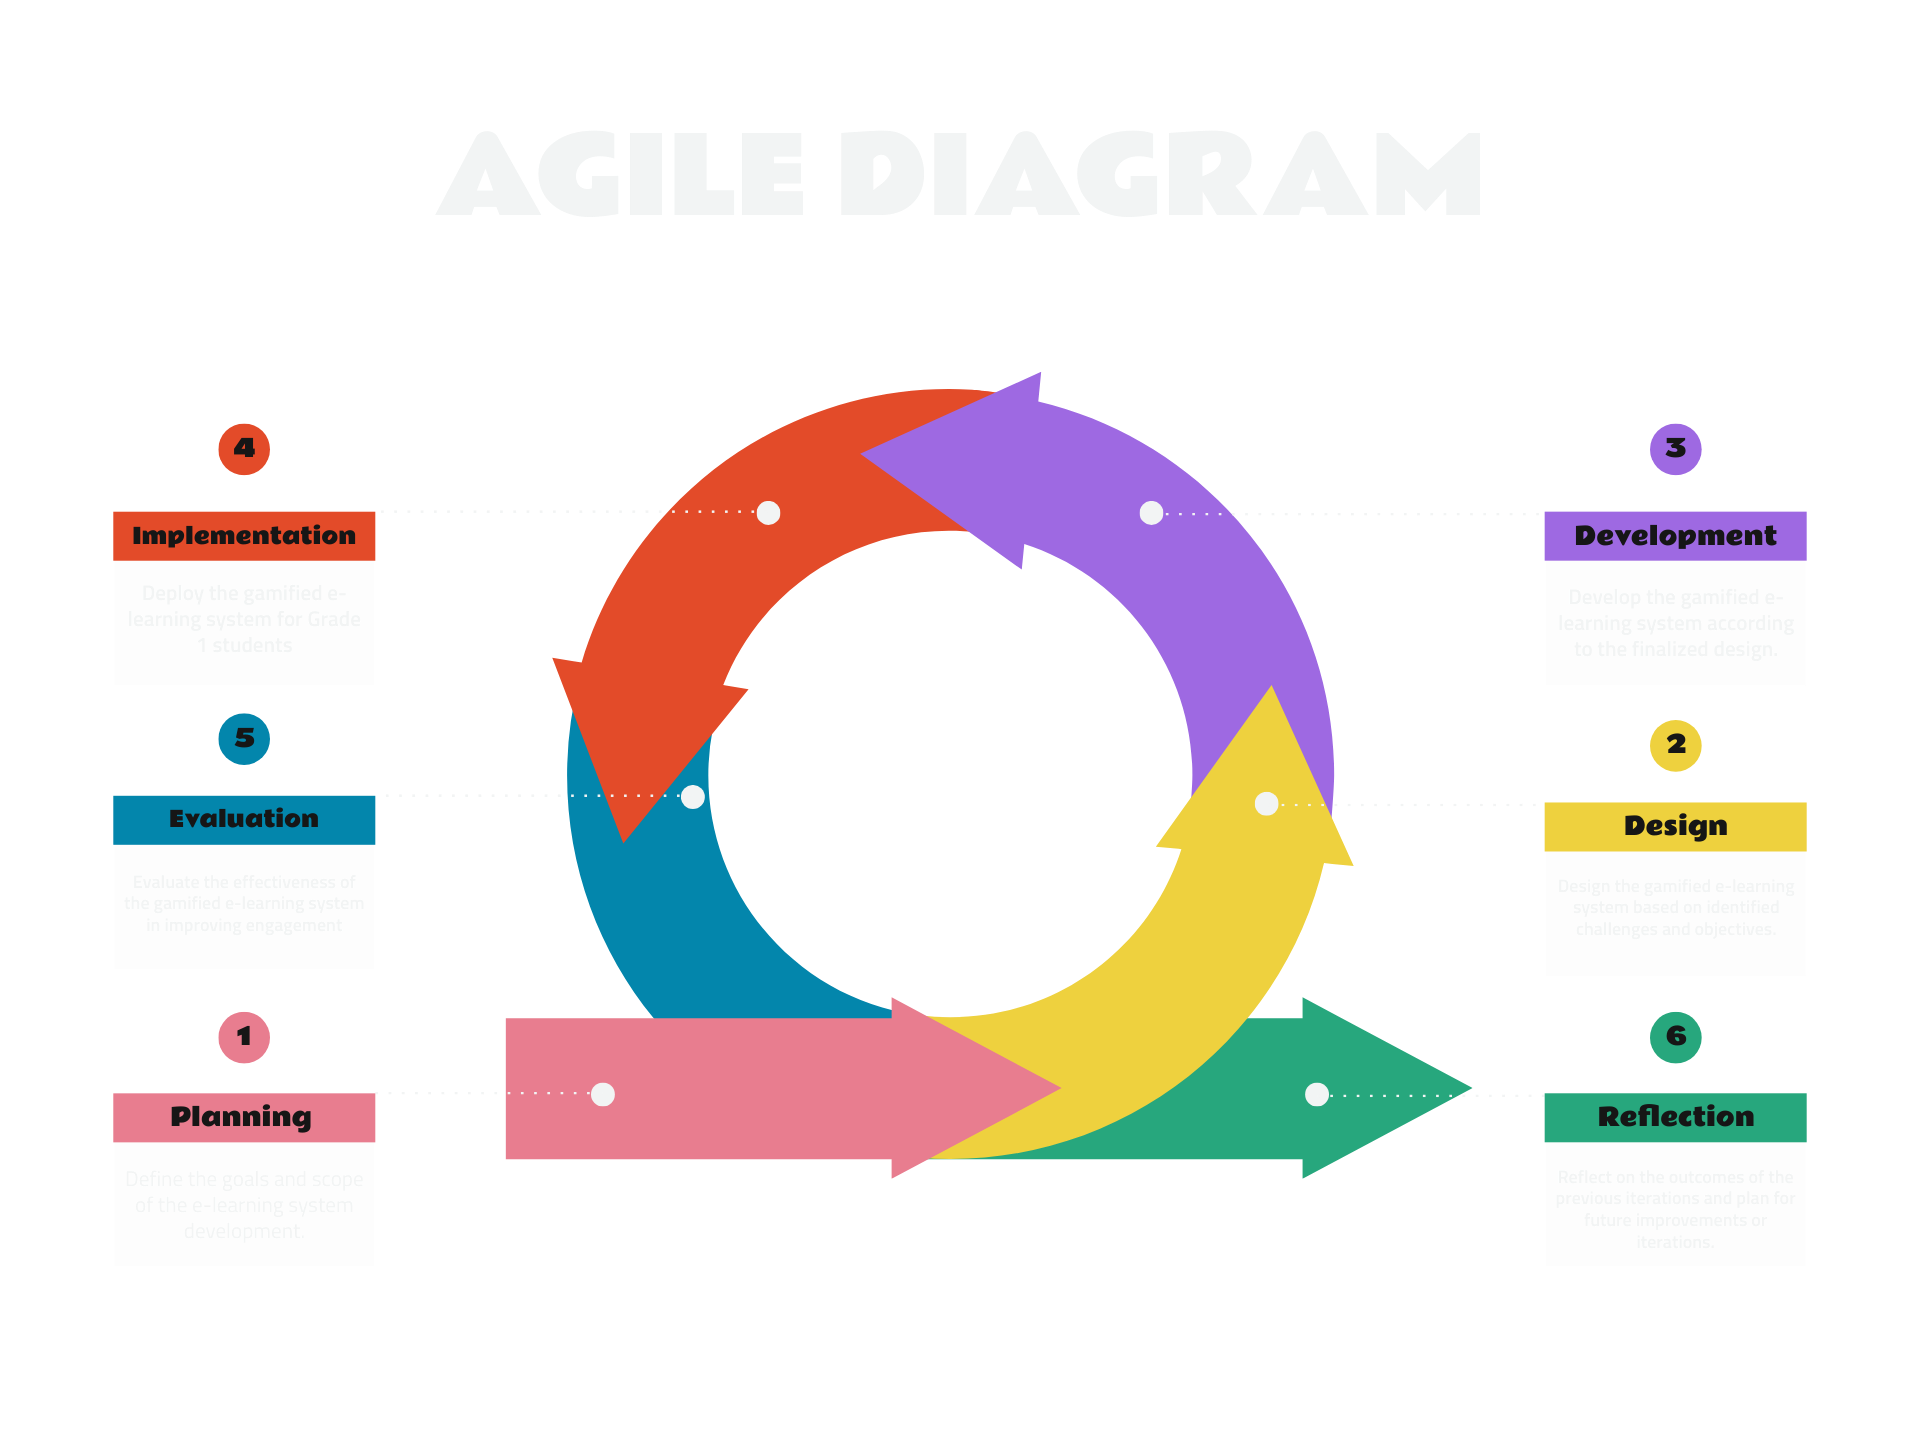 AGILE DIAGRAM
4
Implementation
Deploy the gamified e-
learning system for Grade
1 students
5
Evaluation
Evaluate the effectiveness of
the gamified e-learning system
in improving engagement
1
Planning
Define the goals and scope
of the e-learning system
development.
3
Development
Develop the gamified e-
learning system according
to the finalized design.
2
Design
Design the gamified e-learning
system based on identified
challenges and objectives.
6
Reflection
Reflect on the outcomes of the
previous iterations and plan for
future improvements or
iterations.